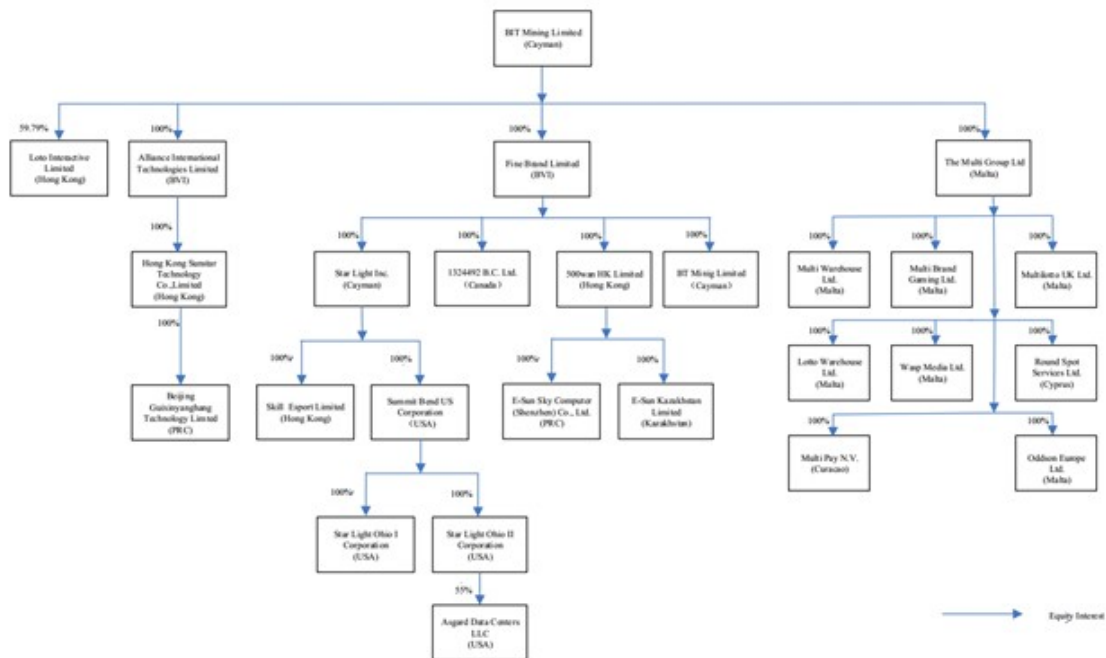 BIT Mining Limited
(Cayman)
59.79%
100%
100%
100%
Loto Interactive
Limited
(Hong Kong)
Alliance International
Technologies Limited
(BVI)
Fine Brand Limited
(BVI)
The Multi Group Ltd
(Malta)
100%
100%
100%
100%
100%
100%
100%
100%
Hong Kong Sunstar
Technology
Co.,Limited
(Hong Kong)
Star Light Inc.
(Cayman)
1324492 B.C. Ltd.
(Canada)
500wan HK Limited
(Hong Kong)
BT Minig Limited
(Cayman)
Multi Warehouse
Ltd.
(Malta)
Multi Brand
Gaming Ltd.
(Malta)
Multilotto UK Ltd.
(Malta)
100%
100%
100%
100%
100%
100%
100%
100%
Beijing
Technology Limited
(PRC)
Skill Esport Limited
(Hong Kong)
Summit Bend US
Corporation
(USA)
E-Sun Sky Computer
(Shenzhen) Co., Ltd.
(PRC)
E-Sun Kazakhstan
Limited
(Kazakhstan)
Lotto Warehouse
Ltd.
(Malta)
Wasp Media Ltd.
(Malta)
Round Spot
Services Ltd.
(Cyprus)
100%
100%
Multi Pay N.V.
(Curacao)
Oddson Europe
Ltd.
(Malta)
100%
100%
Star Light Ohio I
Corporation
(USA)
Star Light Ohio II
Corporation
(USA)
55%
Asgard Data Centers
LLC
(USA)
Equity Interest